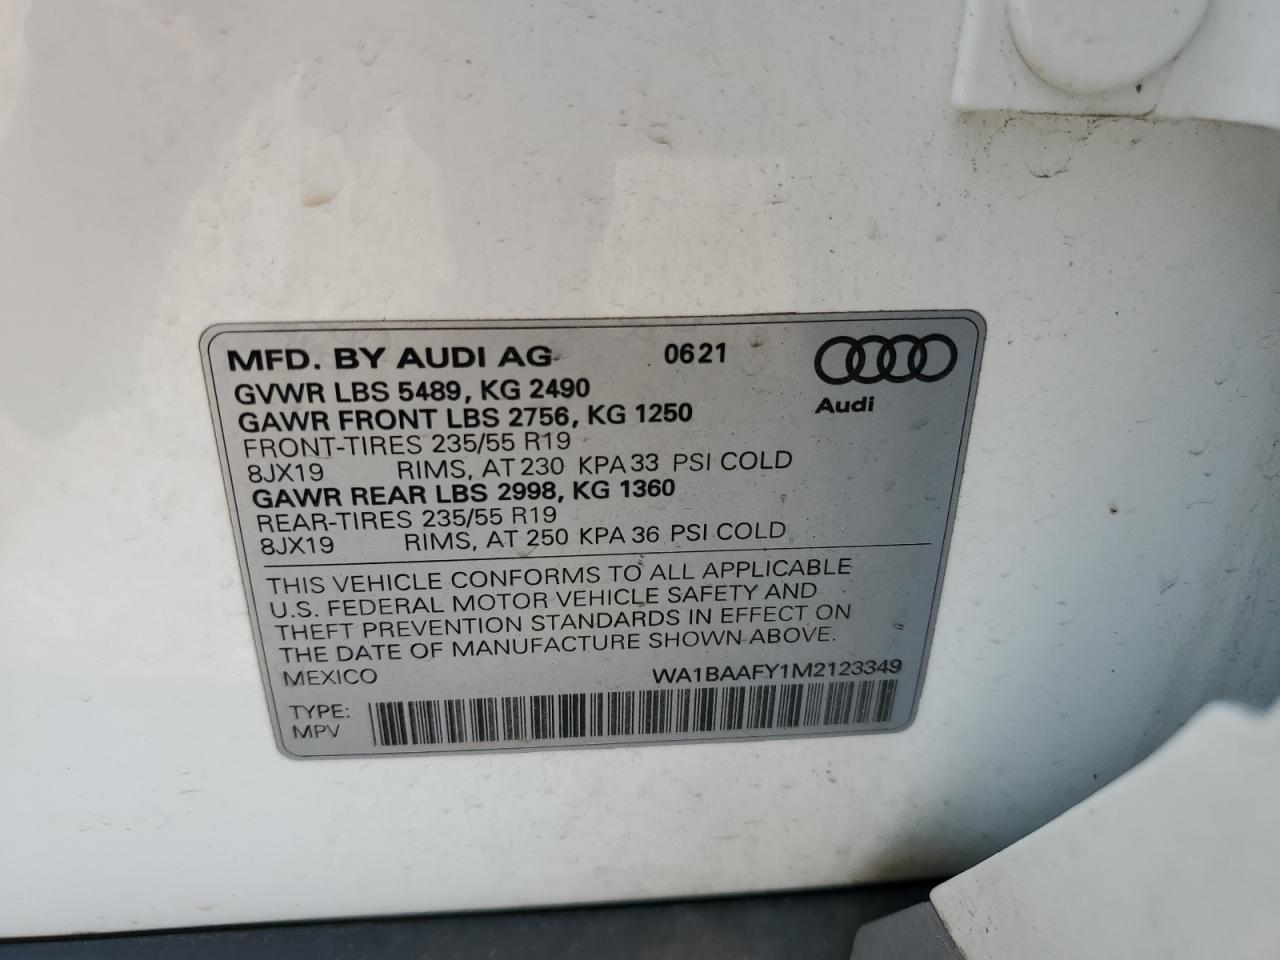 MFD. BY AUDI AG 0621
GVWR LBS 5489, KG 2490
GAWR FRONT LBS 2756, KG 1250
Audi
FRONT-TIRES 235/55 R19
8JX19 RIMS, AT 230 KPA 33 PSI COLD
GAWR REAR LBS 2998, KG 1360
REAR-TIRES 235/55 R19
8JX19 RIMS, AT 250 KPA 36 PSI COLD
THIS VEHICLE CONFORMS TO ALL APPLICABLE
U.S. FEDERAL MOTOR VEHICLE SAFETY AND
THEFT PREVENTION STANDARDS IN EFFECT ON
THE DATE OF MANUFACTURE SHOWN ABOVE.
MEXICO WA1BAAFY1M2123349
TYPE:
MPV